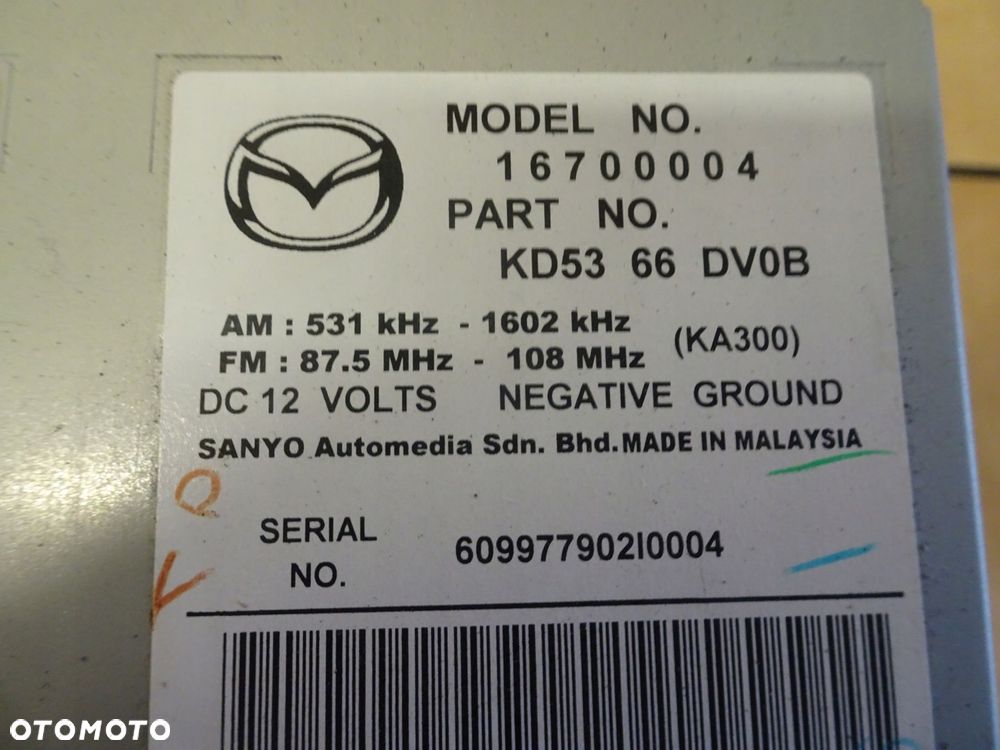 MODEL NO.
16700004
PART NO.
KD53 66 DV0B
AM : 531 kHz - 1602 kHz
FM : 87.5 MHz - 108 MHz (KA300)
DC 12 VOLTS NEGATIVE GROUND
SANYO Automedia Sdn. Bhd. MADE IN MALAYSIA
SERIAL NO. 609977902I0004
OTOMOTO